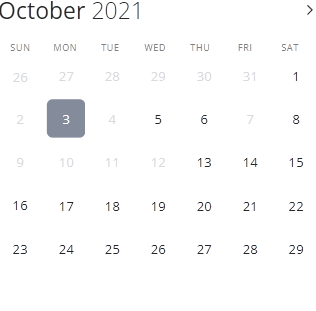 October 2021
SUN MON TUE WED THU FRI SAT
26 27 28 29 30 31 1
2 3 4 5 6 7 8
9 10 11 12 13 14 15
16 17 18 19 20 21 22
23 24 25 26 27 28 29